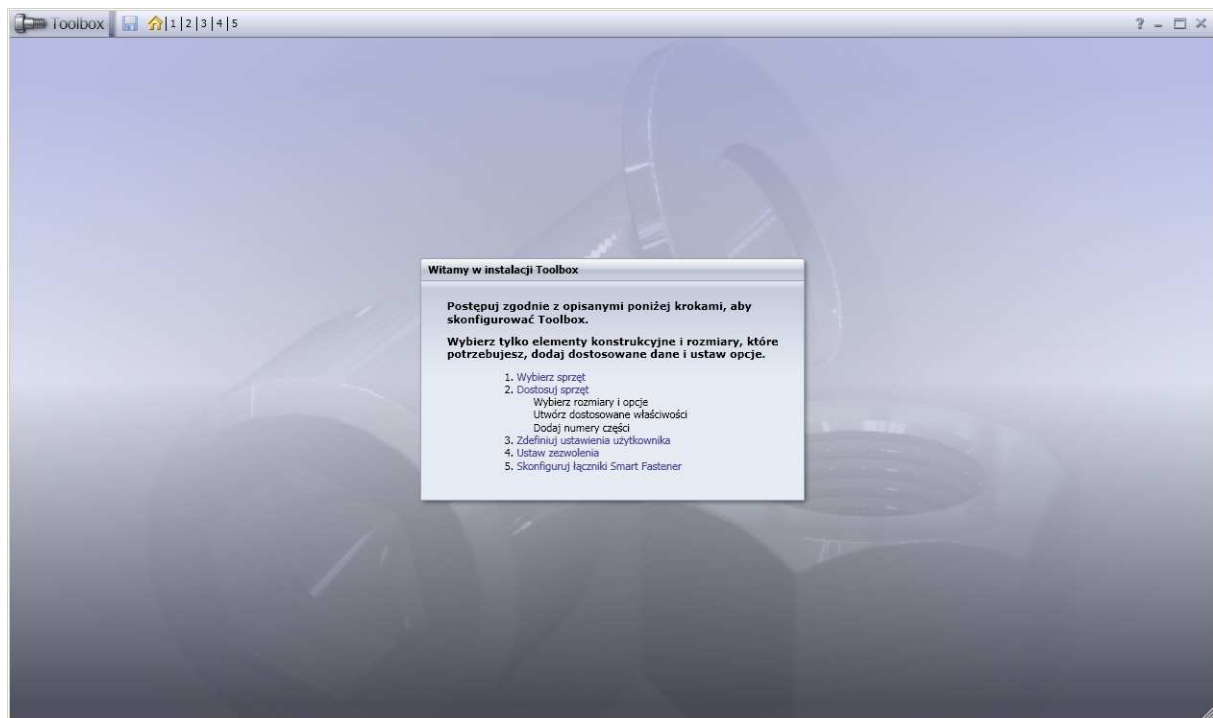 Toolbox 1 | 2 | 3 | 4 | 5 ?
Witamy w instalacji Toolbox
Postępuj zgodnie z opisanymi poniżej krokami, aby
skonfigurować Toolbox.
Wybierz tylko elementy konstrukcyjne i rozmiary, które
potrzebujesz, dodaj dostosowane dane i ustaw opcje.
1. Wybierz sprzęt
2. Dostosuj sprzęt
Wybierz rozmiary i opcje
Utwórz dostosowane właściwości
Dodaj numery części
3. Zdefiniuj ustawienia użytkownika
4. Ustaw zezwolenia
5. Skonfiguruj łączniki Smart Fastener